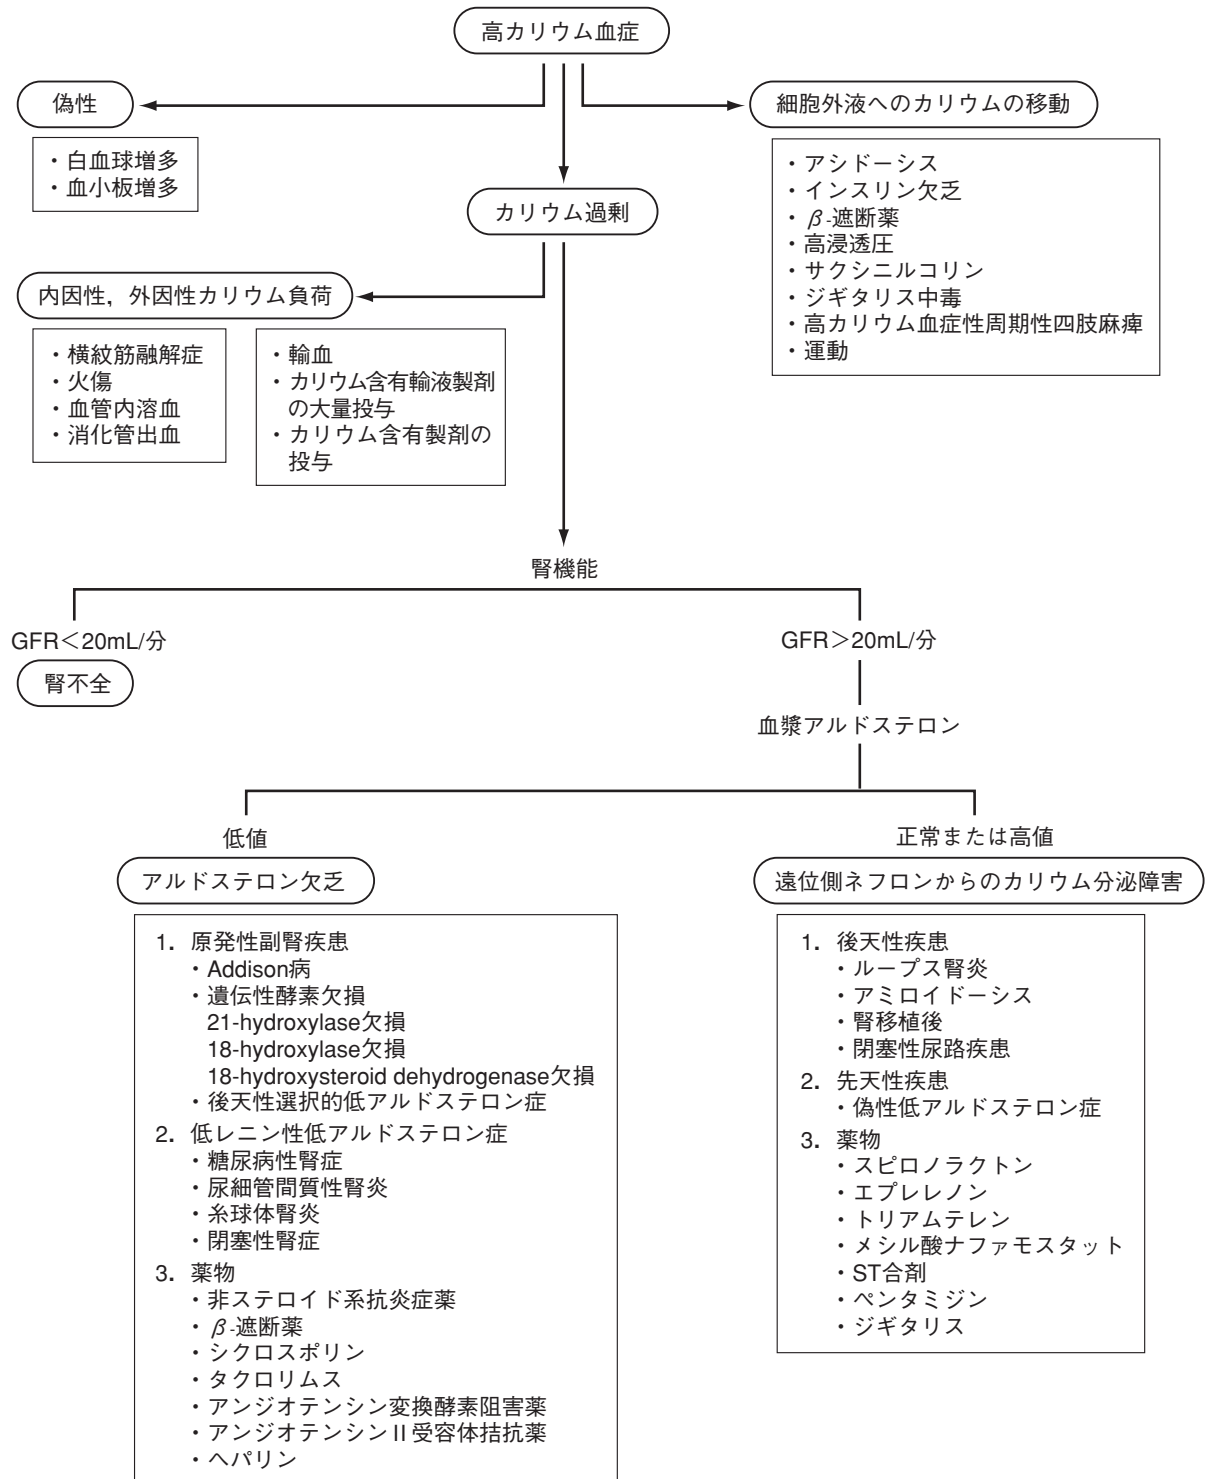 高カリウム血症
偽性
・白血球増多
・血小板増多
細胞外液へのカリウムの移動
・アシドーシス
・インスリン欠乏
・β-遮断薬
・高浸透圧
・サクシニルコリン
・ジギタリス中毒
・高カリウム血症性周期性四肢麻痺
・運動
カリウム過剰
内因性，外因性カリウム負荷
・横紋筋融解症
・火傷
・血管内溶血
・消化管出血
・輸血
・カリウム含有輸液製剤
の大量投与
・カリウム含有製剤の
投与
腎機能
GFR＜20mL/分
腎不全
GFR＞20mL/分
血漿アルドステロン
低値
アルドステロン欠乏
1. 原発性副腎疾患
・Addison病
・遺伝性酵素欠損
21-hydroxylase欠損
18-hydroxylase欠損
18-hydroxysteroid dehydrogenase欠損
・後天性選択的低アルドステロン症
2. 低レニン性低アルドステロン症
・糖尿病性腎症
・尿細管間質性腎炎
・糸球体腎炎
・閉塞性腎症
3. 薬物
・非ステロイド系抗炎症薬
・β-遮断薬
・シクロスポリン
・タクロリムス
・アンジオテンシン変換酵素阻害薬
・アンジオテンシンII受容体拮抗薬
・ヘパリン
正常または高値
遠位側ネフロンからのカリウム分泌障害
1. 後天性疾患
・ループス腎炎
・アミロイドーシス
・腎移植後
・閉塞性尿路疾患
2. 先天性疾患
・偽性低アルドステロン症
3. 薬物
・スピロノラクトン
・エプレレノン
・トリアムテレン
・メシル酸ナファモスタット
・ST合剤
・ペンタミジン
・ジギタリス